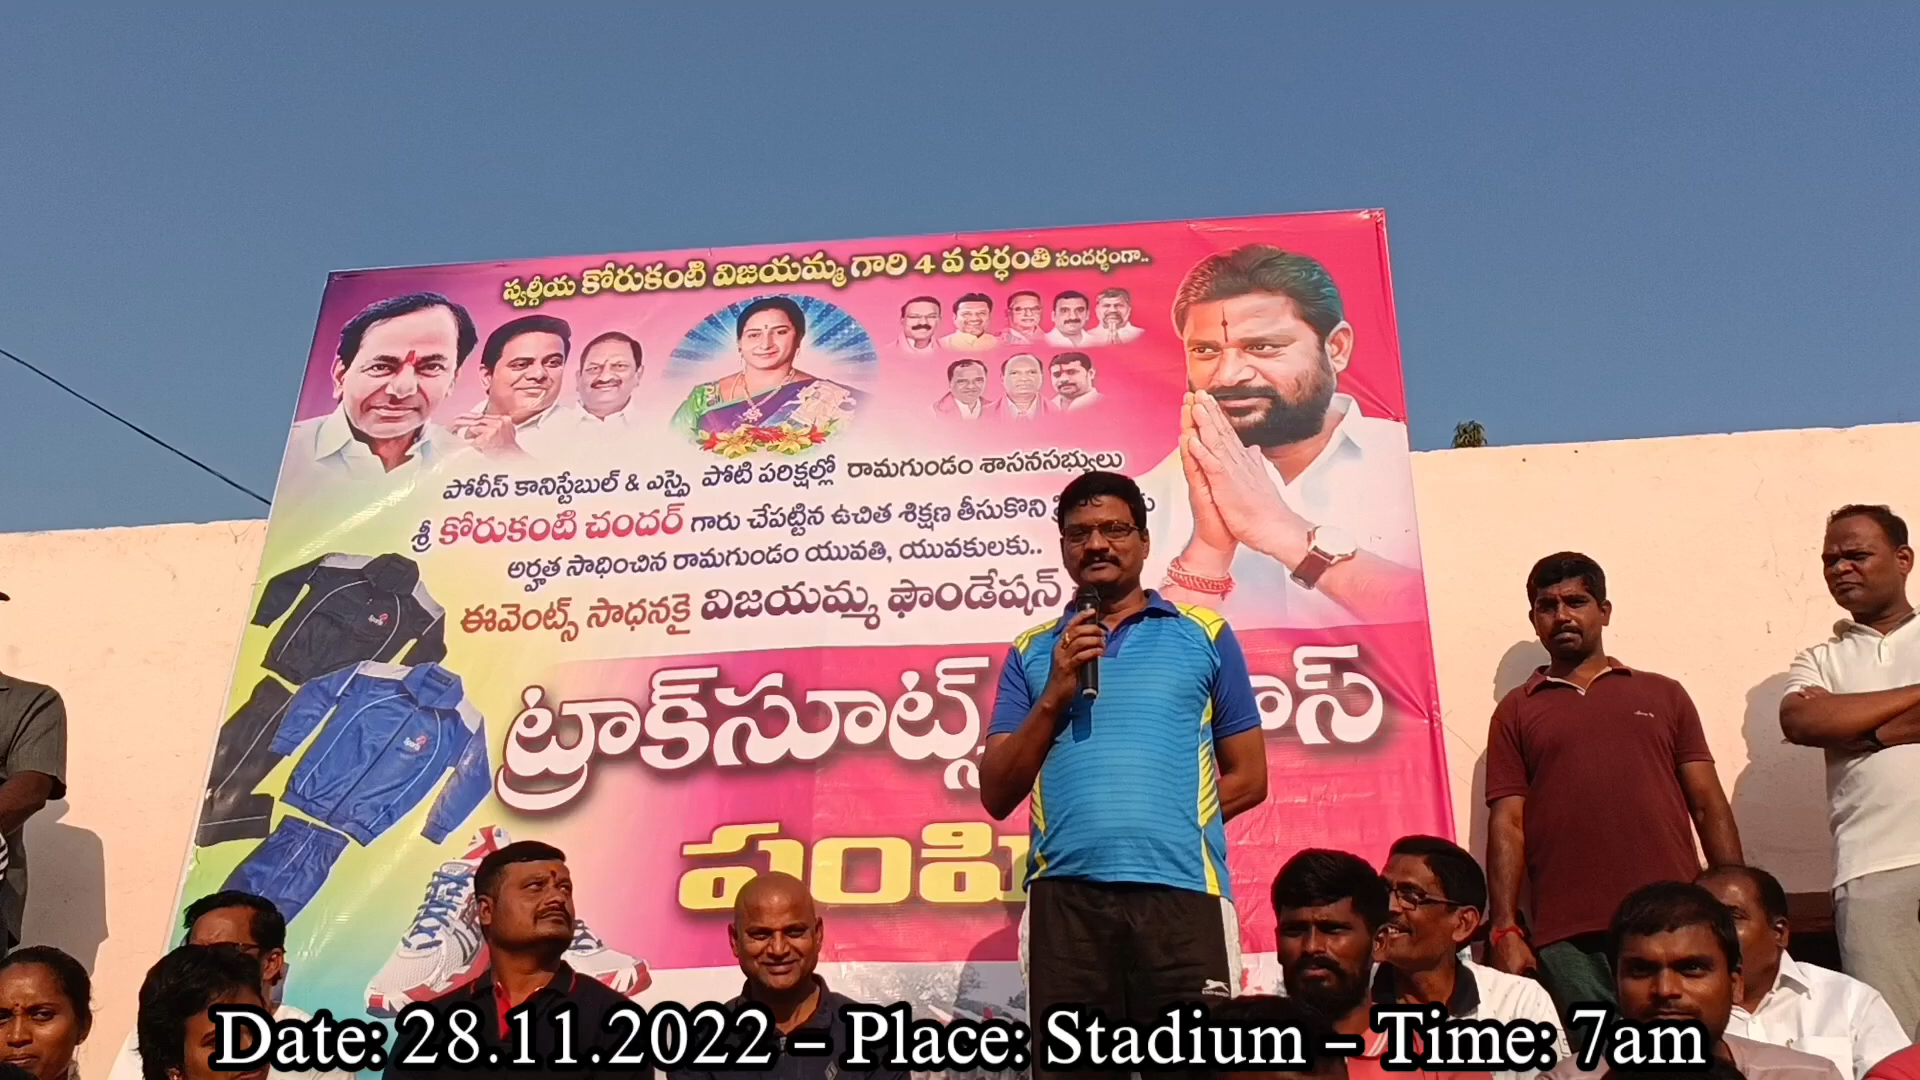 స్వర్గీయ కోరుకంటి విజయమ్మ గారి 4 వ వర్ధంతి సందర్భంగా..
పోలీస్ కానిస్టేబుల్ & ఎస్సై పోటి పరిక్షల్లో రామగుండం శాసనసభ్యులు
శ్రీ కోరుకంటి చందర్ గారు చేపట్టిన ఉచిత శిక్షణ తీసుకొని
అర్హత సాధించిన రామగుండం యువతి, యువకులకు..
ఈవెంట్స్ సాధనకై విజయమ్మ ఫౌండేషన్
ట్రాక్‌సూట్స్
పంపి
Date: 28.11.2022 – Place: Stadium – Time: 7am